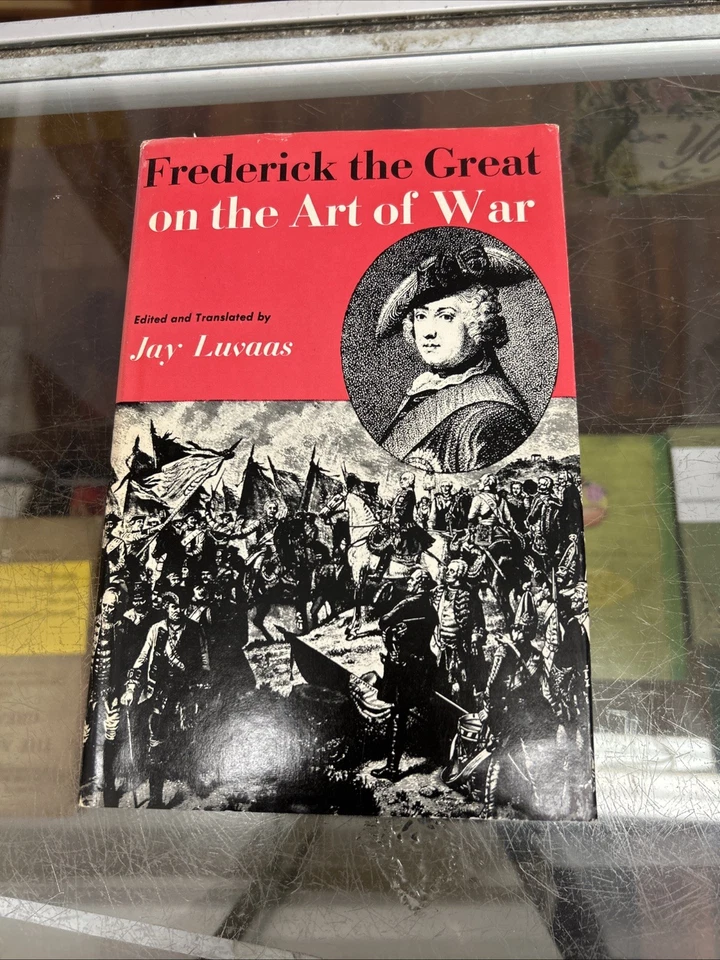 Frederick the Great
on the Art of War
Edited and Translated by
Jay Luvaas